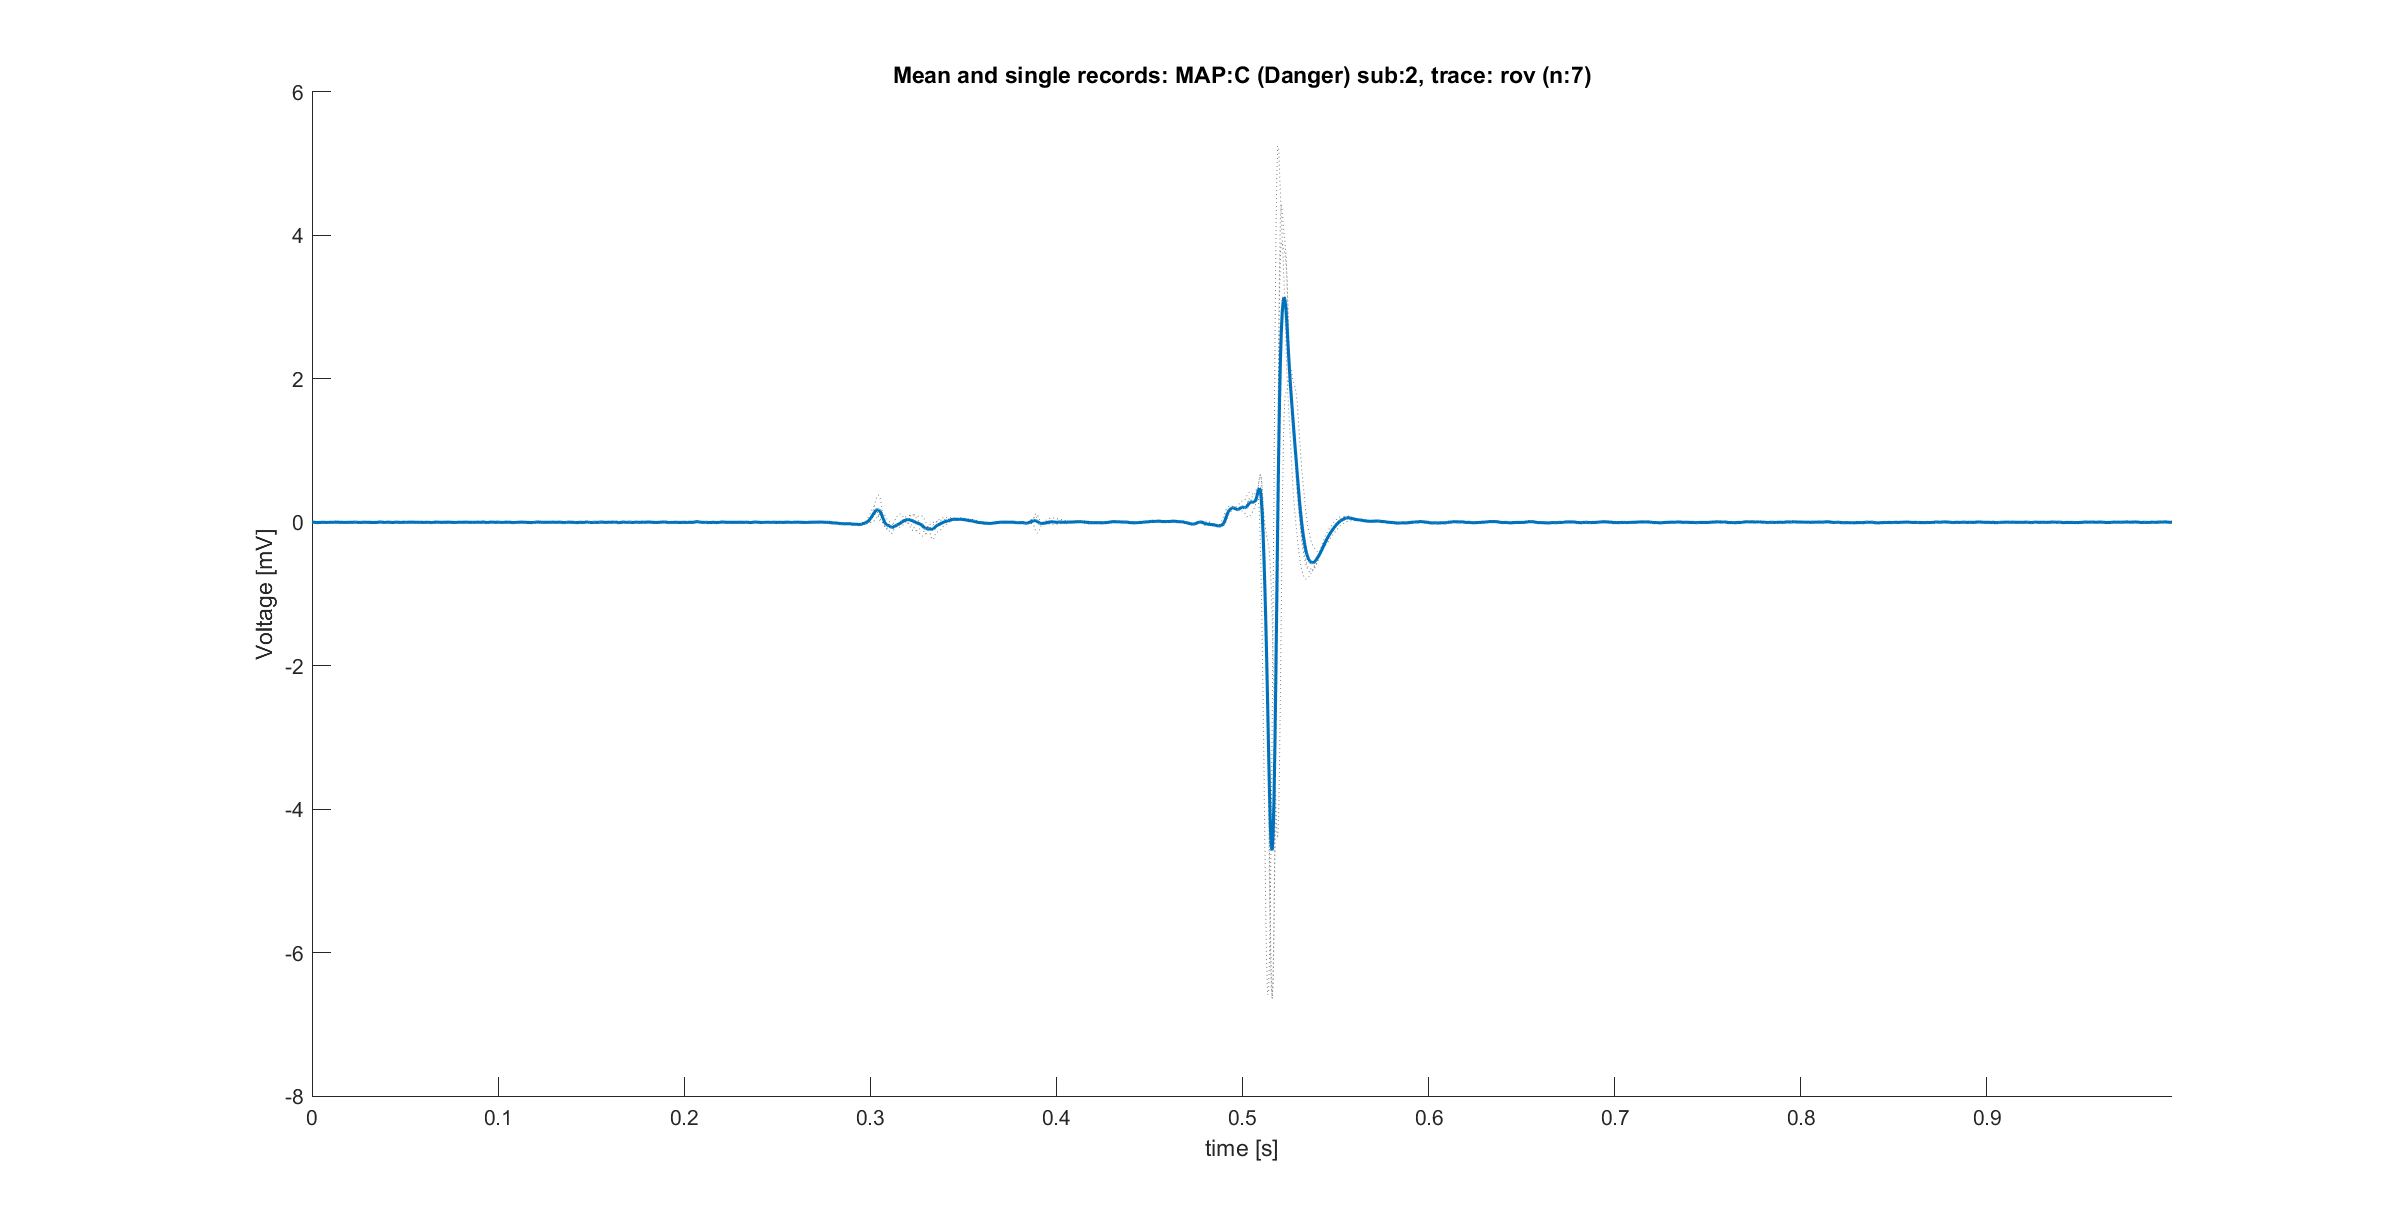 Mean and single records: MAP:C (Danger) sub:2, trace: rov (n:7)
6
4
2
0
-2
-4
-6
-8
Voltage [mV]
0 0.1 0.2 0.3 0.4 0.5 0.6 0.7 0.8 0.9
time [s]